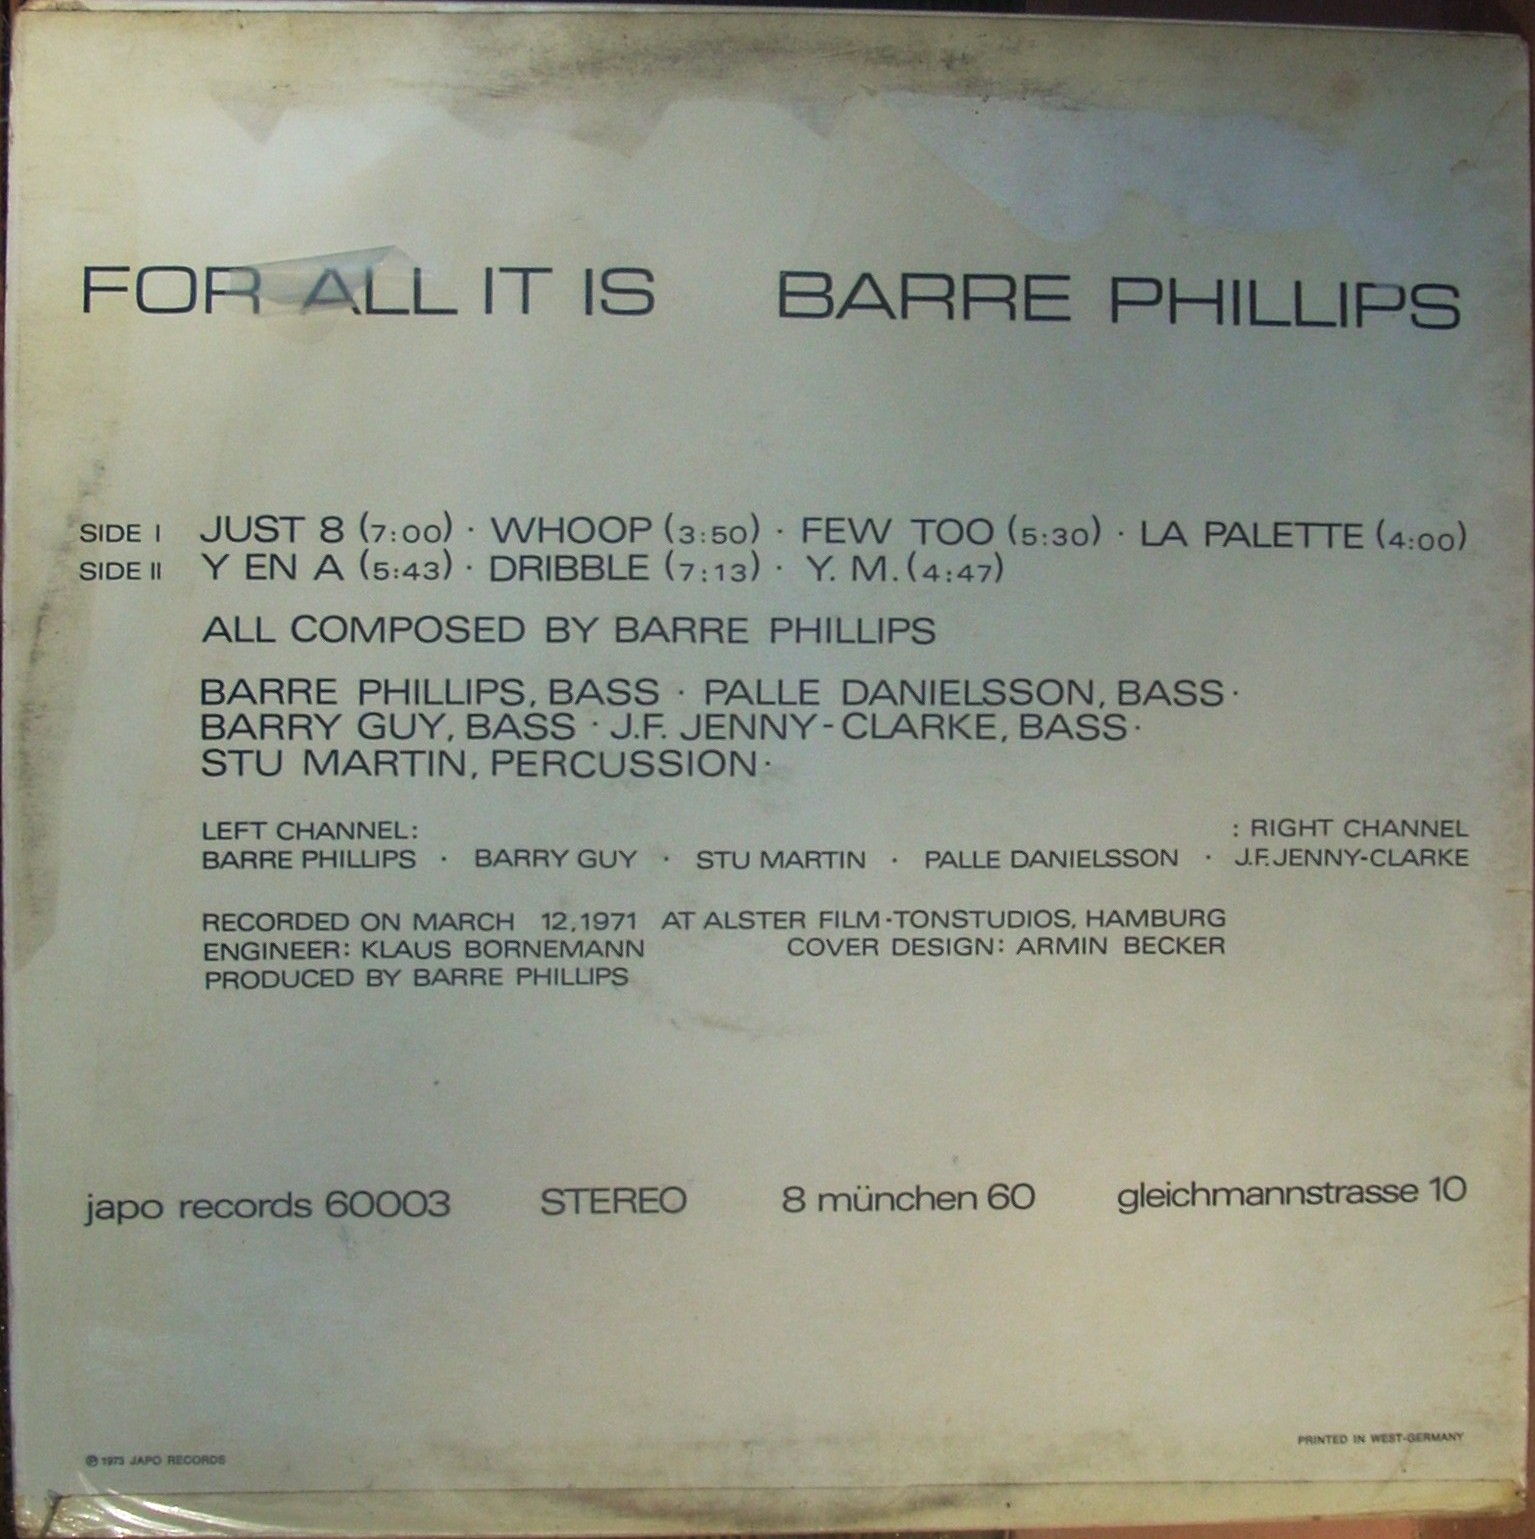 FOR ALL IT IS BARRE PHILLIPS
SIDE I JUST 8 (7:00) · WHOOP (3:50) · FEW TOO (5:30) · LA PALETTE (4:00)
SIDE II Y EN A (5:43) · DRIBBLE (7:13) · Y. M. (4:47)
ALL COMPOSED BY BARRE PHILLIPS
BARRE PHILLIPS, BASS · PALLE DANIELSSON, BASS ·
BARRY GUY, BASS · J.F. JENNY-CLARKE, BASS ·
STU MARTIN, PERCUSSION ·
LEFT CHANNEL: : RIGHT CHANNEL
BARRE PHILLIPS · BARRY GUY · STU MARTIN · PALLE DANIELSSON · J.F. JENNY-CLARKE
RECORDED ON MARCH 12, 1971 AT ALSTER FILM-TONSTUDIOS, HAMBURG
ENGINEER: KLAUS BORNEMANN COVER DESIGN: ARMIN BECKER
PRODUCED BY BARRE PHILLIPS
japo records 60003 STEREO 8 münchen 60 gleichmannstrasse 10
℗ 1973 JAPO RECORDS PRINTED IN WEST-GERMANY